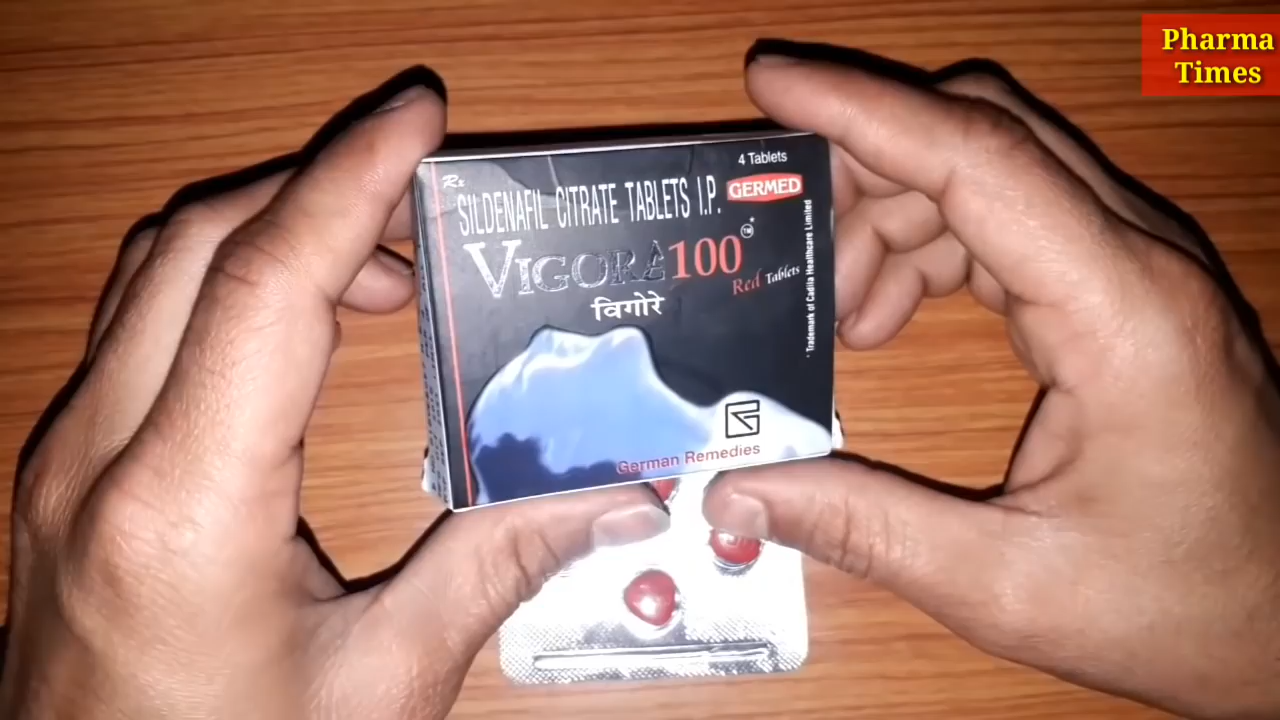 Pharma
Times
4 Tablets
Rx
SILDENAFIL CITRATE TABLETS I.P.
GERMED
VIGORE 100 TM*
Red Tablets
विगोरे
* Trademark of Cadila Healthcare Limited
German Remedies